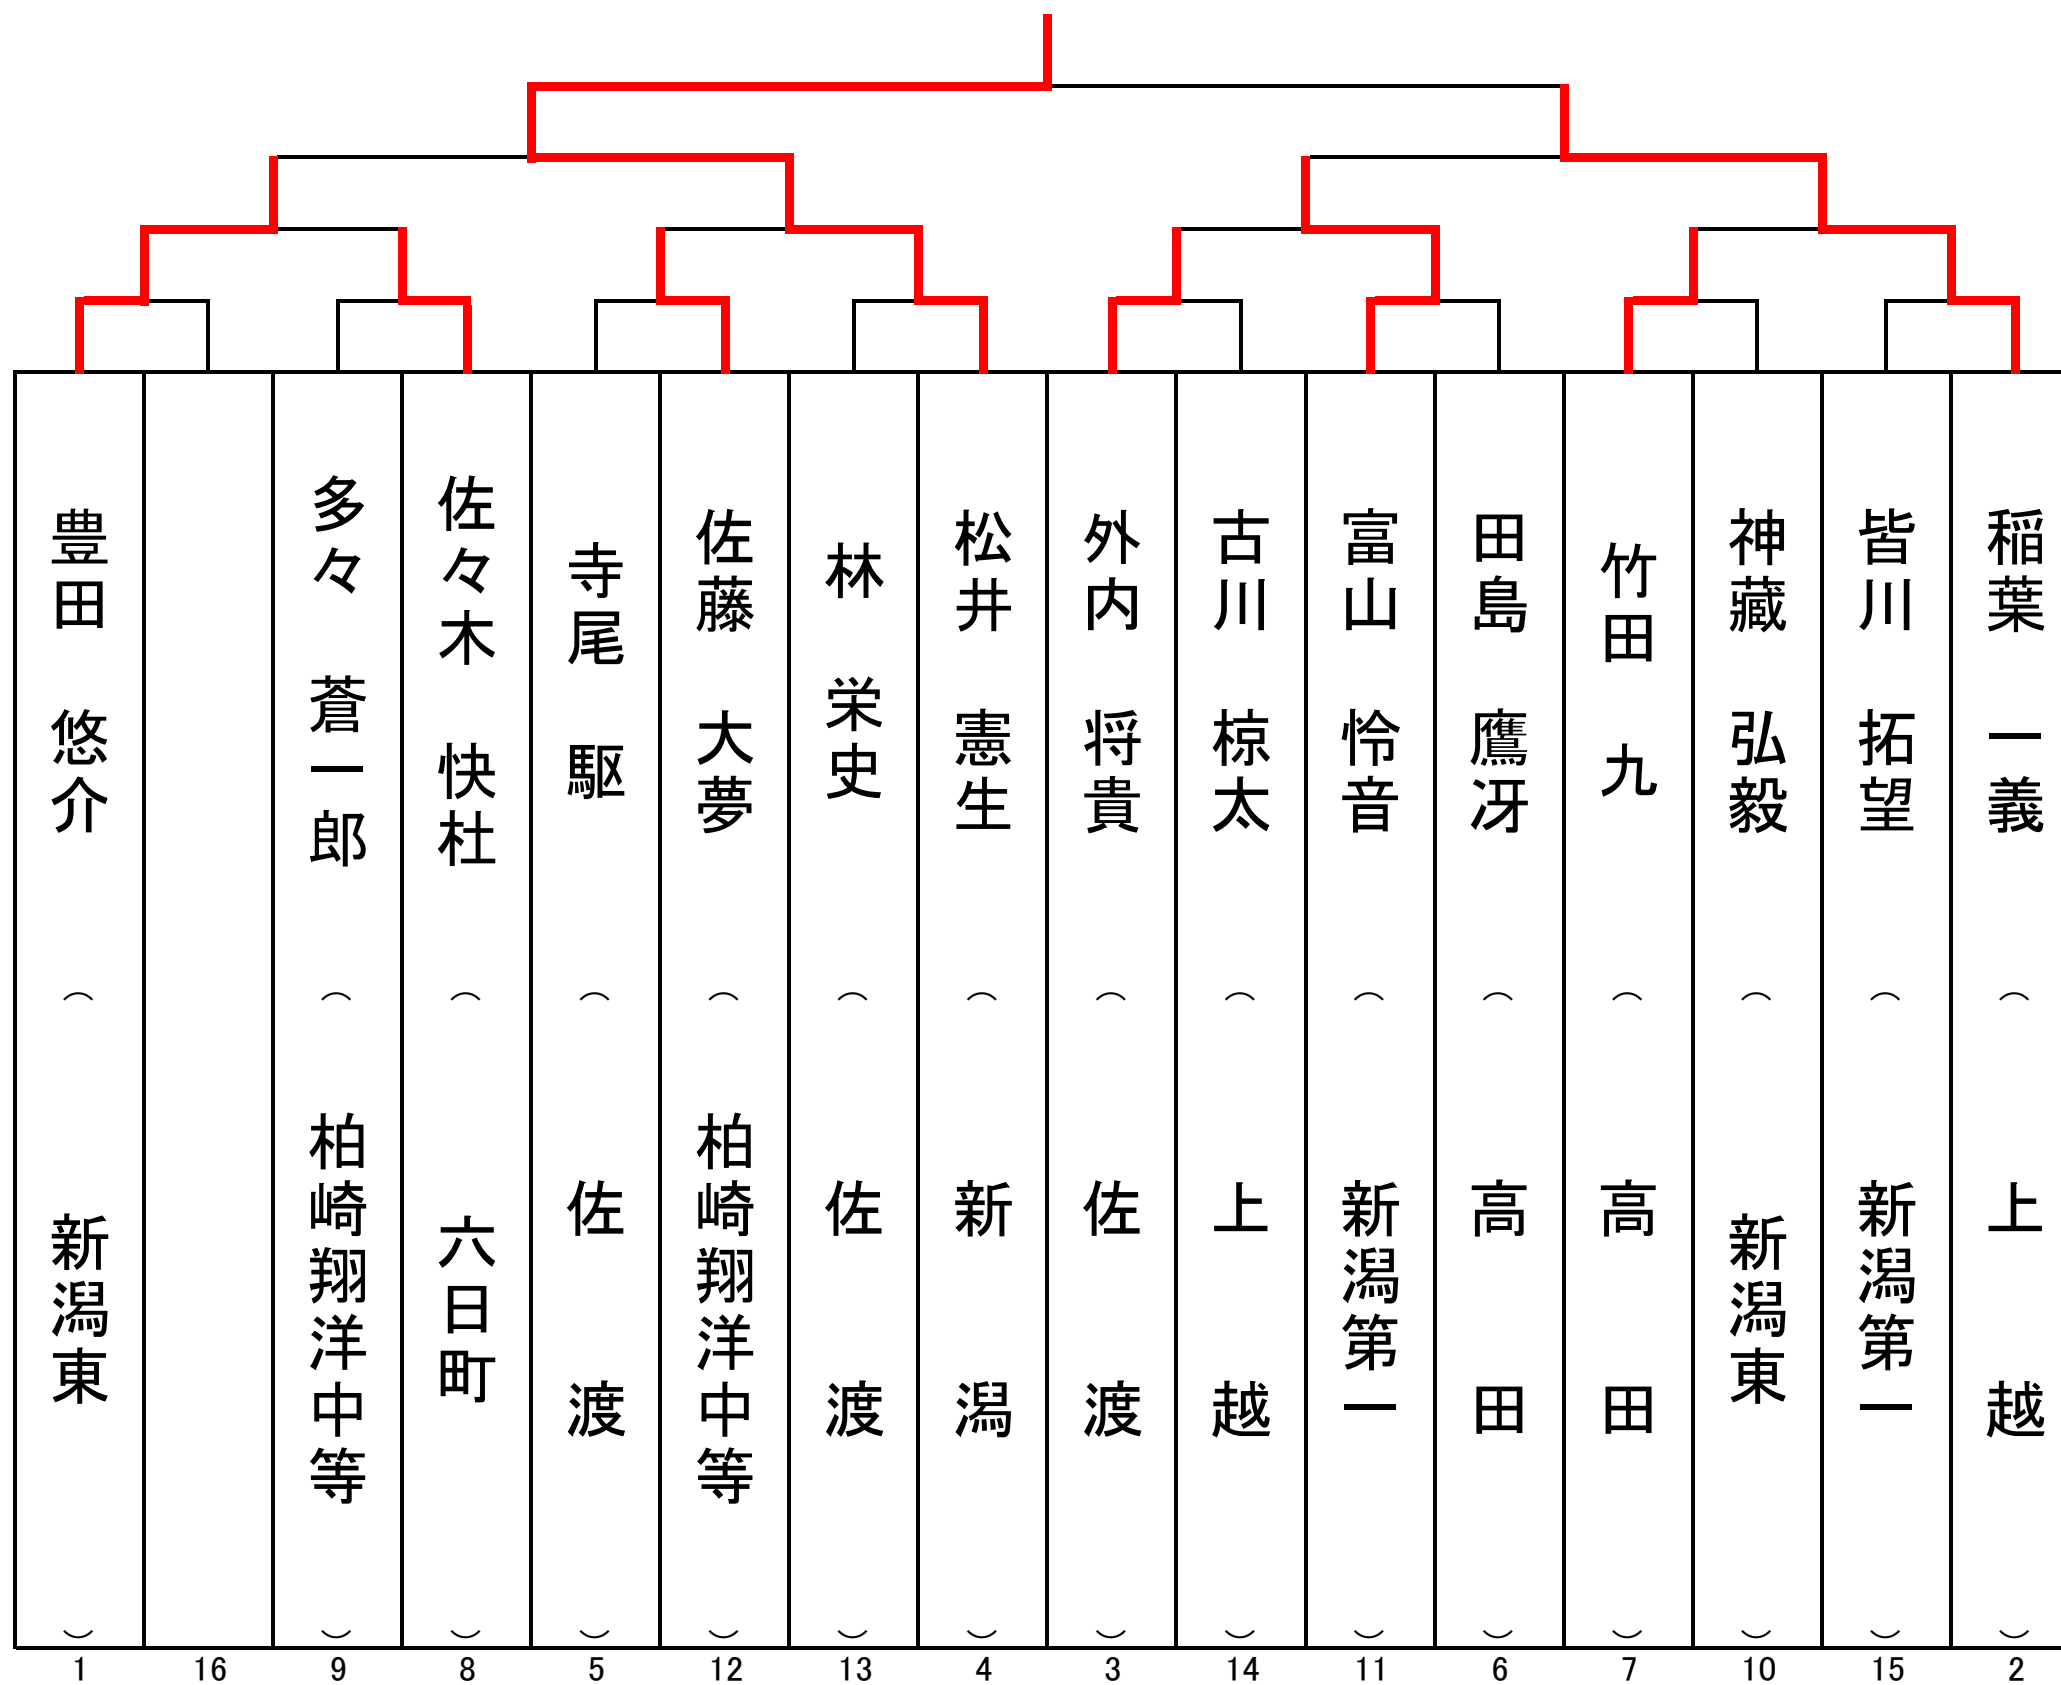 豊田　悠介
（新潟東）
1
16
多々　蒼一郎
（柏崎翔洋中等）
9
佐々木　快杜
（六日町）
8
寺尾　駆
（佐渡）
5
佐藤　大夢
（柏崎翔洋中等）
12
林　栄史
（佐渡）
13
松井　憲生
（新潟）
4
外内　将貴
（佐渡）
3
古川　椋太
（上越）
14
富山　怜音
（新潟第一）
11
田島　鷹冴
（高田）
6
竹田　九
（高田）
7
神藏　弘毅
（新潟東）
10
皆川　拓望
（新潟第一）
15
稲葉　一義
（上越）
2